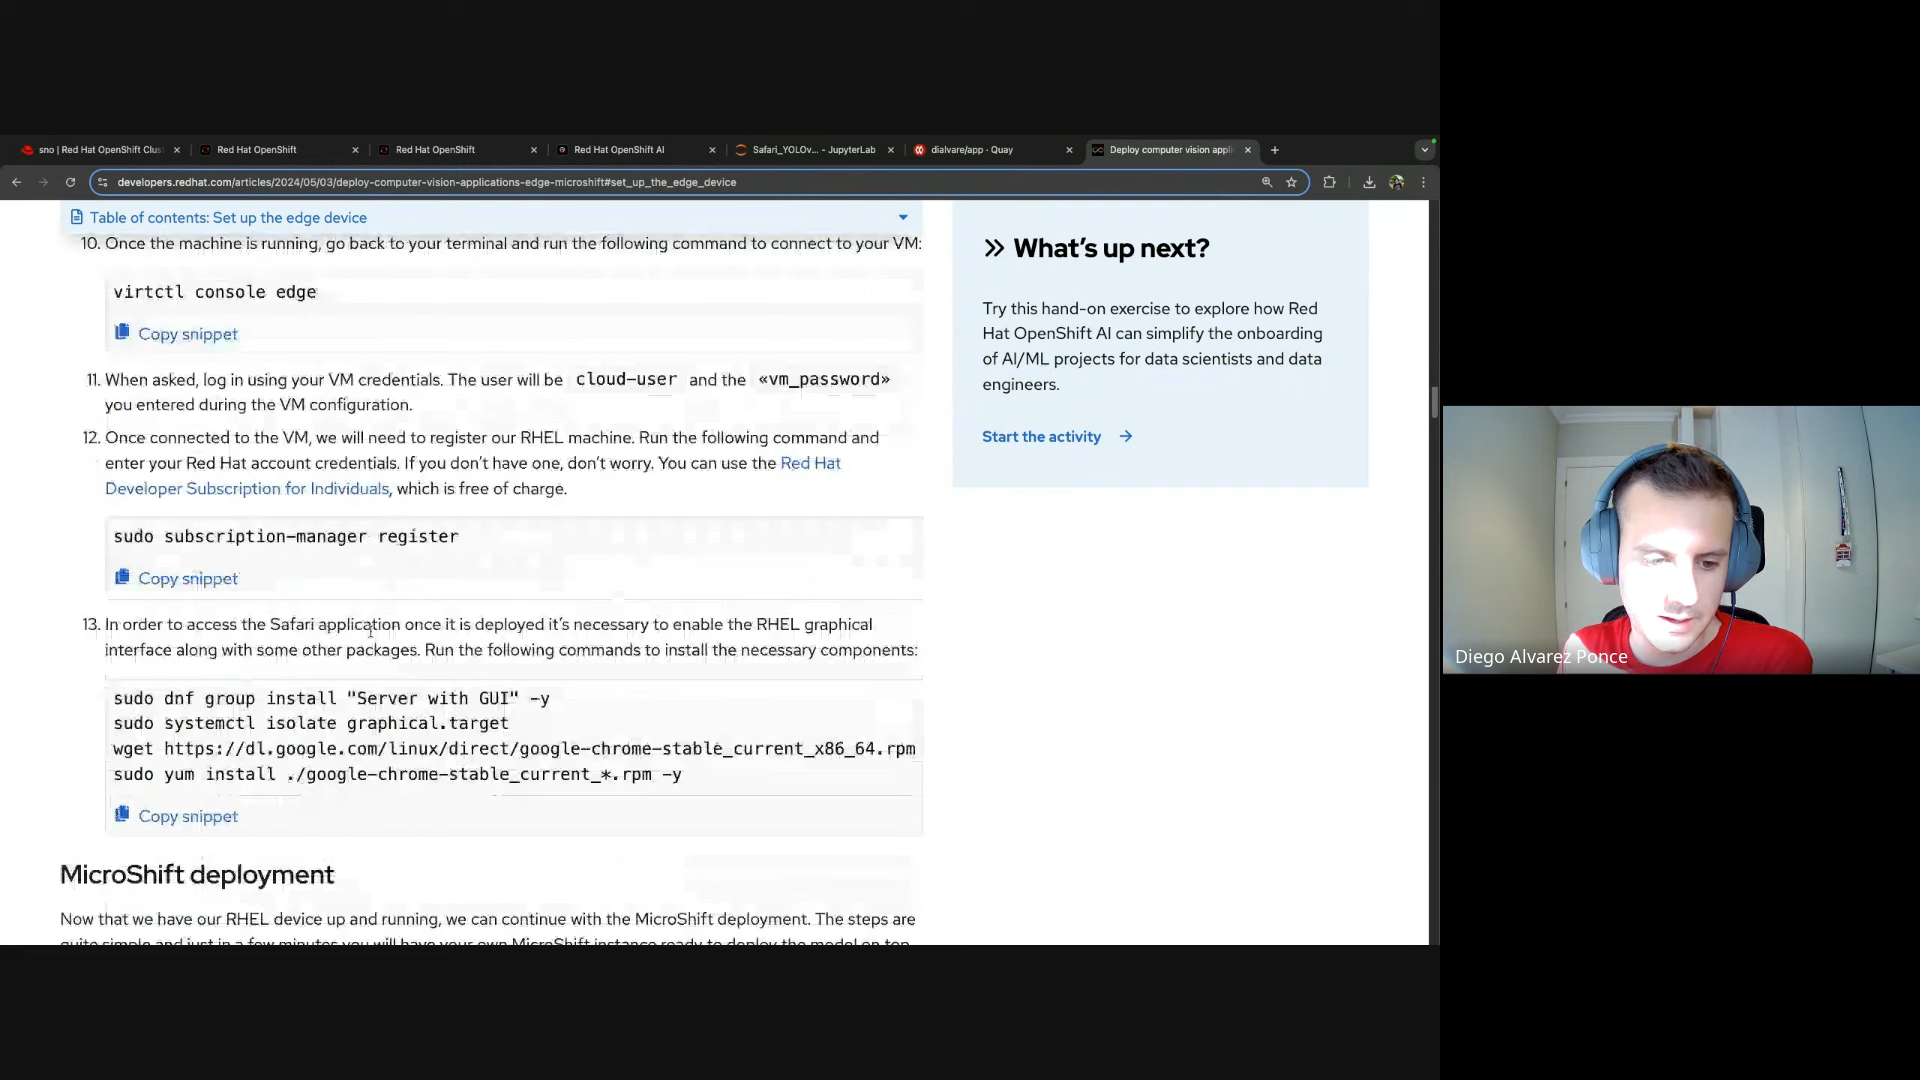 sno | Red Hat OpenShift Clus
Red Hat OpenShift
Red Hat OpenShift
Red Hat OpenShift AI
Safari_YOLOv... - JupyterLab
dialvare/app · Quay
Deploy computer vision appli
developers.redhat.com/articles/2024/05/03/deploy-computer-vision-applications-edge-microshift#set_up_the_edge_device
Table of contents: Set up the edge device
10. Once the machine is running, go back to your terminal and run the following command to connect to your VM:
virtctl console edge
Copy snippet
11. When asked, log in using your VM credentials. The user will be cloud-user and the «vm_password»
you entered during the VM configuration.
12. Once connected to the VM, we will need to register our RHEL machine. Run the following command and
enter your Red Hat account credentials. If you don’t have one, don’t worry. You can use the Red Hat
Developer Subscription for Individuals, which is free of charge.
sudo subscription-manager register
Copy snippet
13. In order to access the Safari application once it is deployed it’s necessary to enable the RHEL graphical
interface along with some other packages. Run the following commands to install the necessary components:
sudo dnf group install "Server with GUI" -y
sudo systemctl isolate graphical.target
wget https://dl.google.com/linux/direct/google-chrome-stable_current_x86_64.rpm
sudo yum install ./google-chrome-stable_current_*.rpm -y
Copy snippet
MicroShift deployment
Now that we have our RHEL device up and running, we can continue with the MicroShift deployment. The steps are
quite simple and just in a few minutes you will have your own MicroShift instance ready to deploy the model on top
What’s up next?
Try this hand-on exercise to explore how Red
Hat OpenShift AI can simplify the onboarding
of AI/ML projects for data scientists and data
engineers.
Start the activity
Diego Alvarez Ponce